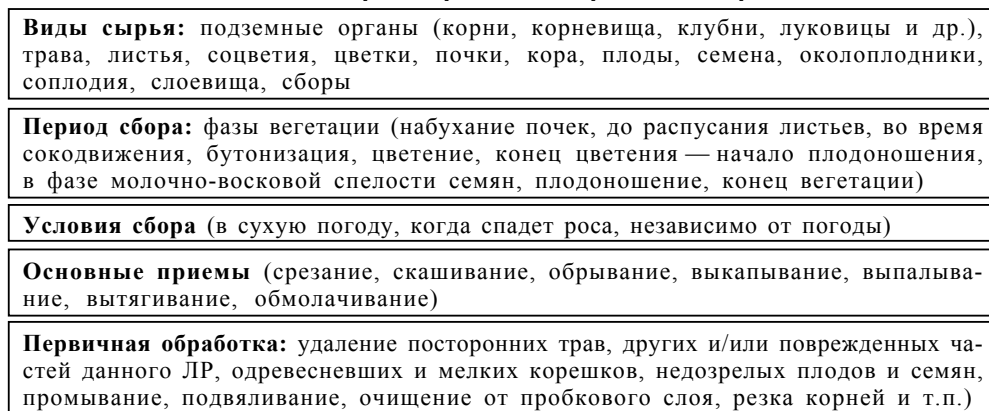 Виды сырья: подземные органы (корни, корневища, клубни, луковицы и др.),
трава, листья, соцветия, цветки, почки, кора, плоды, семена, околоплодники,
соплодия, слоевища, сборы
Период сбора: фазы вегетации (набухание почек, до распусания листьев, во время
сокодвижения, бутонизация, цветение, конец цветения — начало плодоношения,
в фазе молочно-восковой спелости семян, плодоношение, конец вегетации)
Условия сбора (в сухую погоду, когда спадет роса, независимо от погоды)
Основные приемы (срезание, скашивание, обрывание, выкапывание, выпалыва-
ние, вытягивание, обмолачивание)
Первичная обработка: удаление посторонних трав, других и/или поврежденных ча-
стей данного ЛР, одревесневших и мелких корешков, недозрелых плодов и семян,
промывание, подвяливание, очищение от пробкового слоя, резка корней и т.п.)